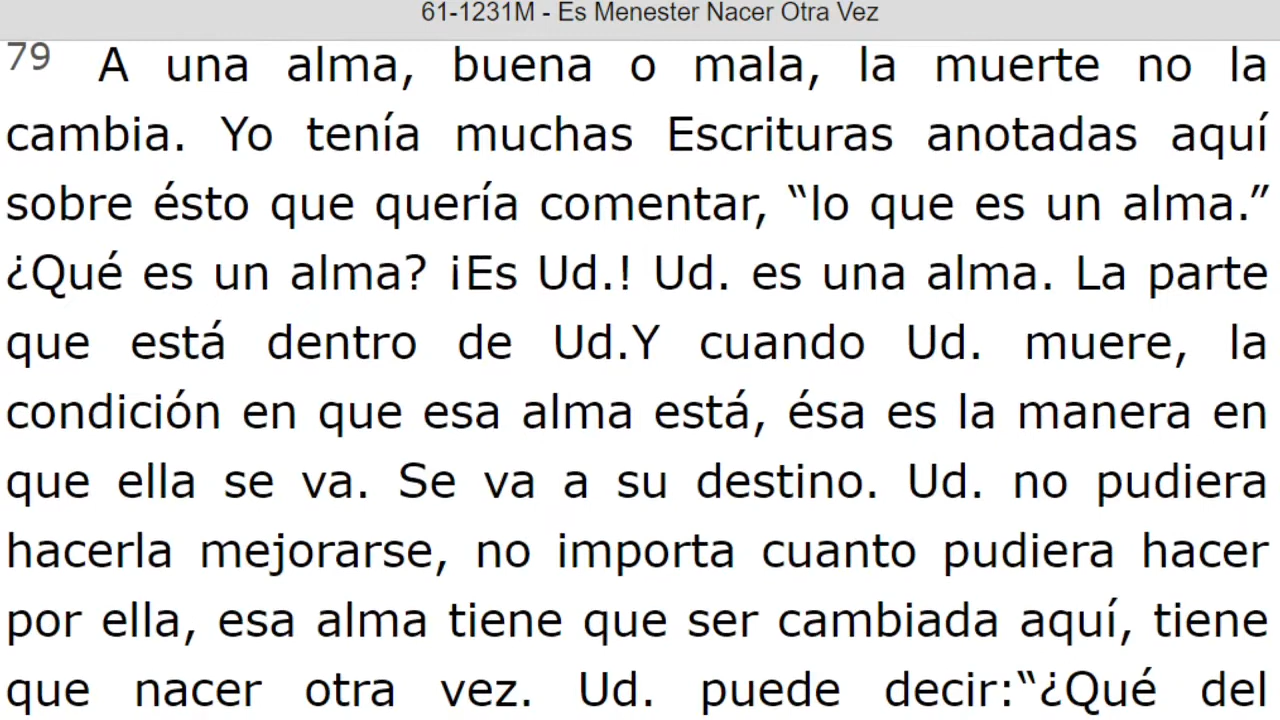 61-1231M - Es Menester Nacer Otra Vez
79 A una alma, buena o mala, la muerte no la
cambia. Yo tenía muchas Escrituras anotadas aquí
sobre ésto que quería comentar, “lo que es un alma.”
¿Qué es un alma? ¡Es Ud.! Ud. es una alma. La parte
que está dentro de Ud.Y cuando Ud. muere, la
condición en que esa alma está, ésa es la manera en
que ella se va. Se va a su destino. Ud. no pudiera
hacerla mejorarse, no importa cuanto pudiera hacer
por ella, esa alma tiene que ser cambiada aquí, tiene
que nacer otra vez. Ud. puede decir:“¿Qué del